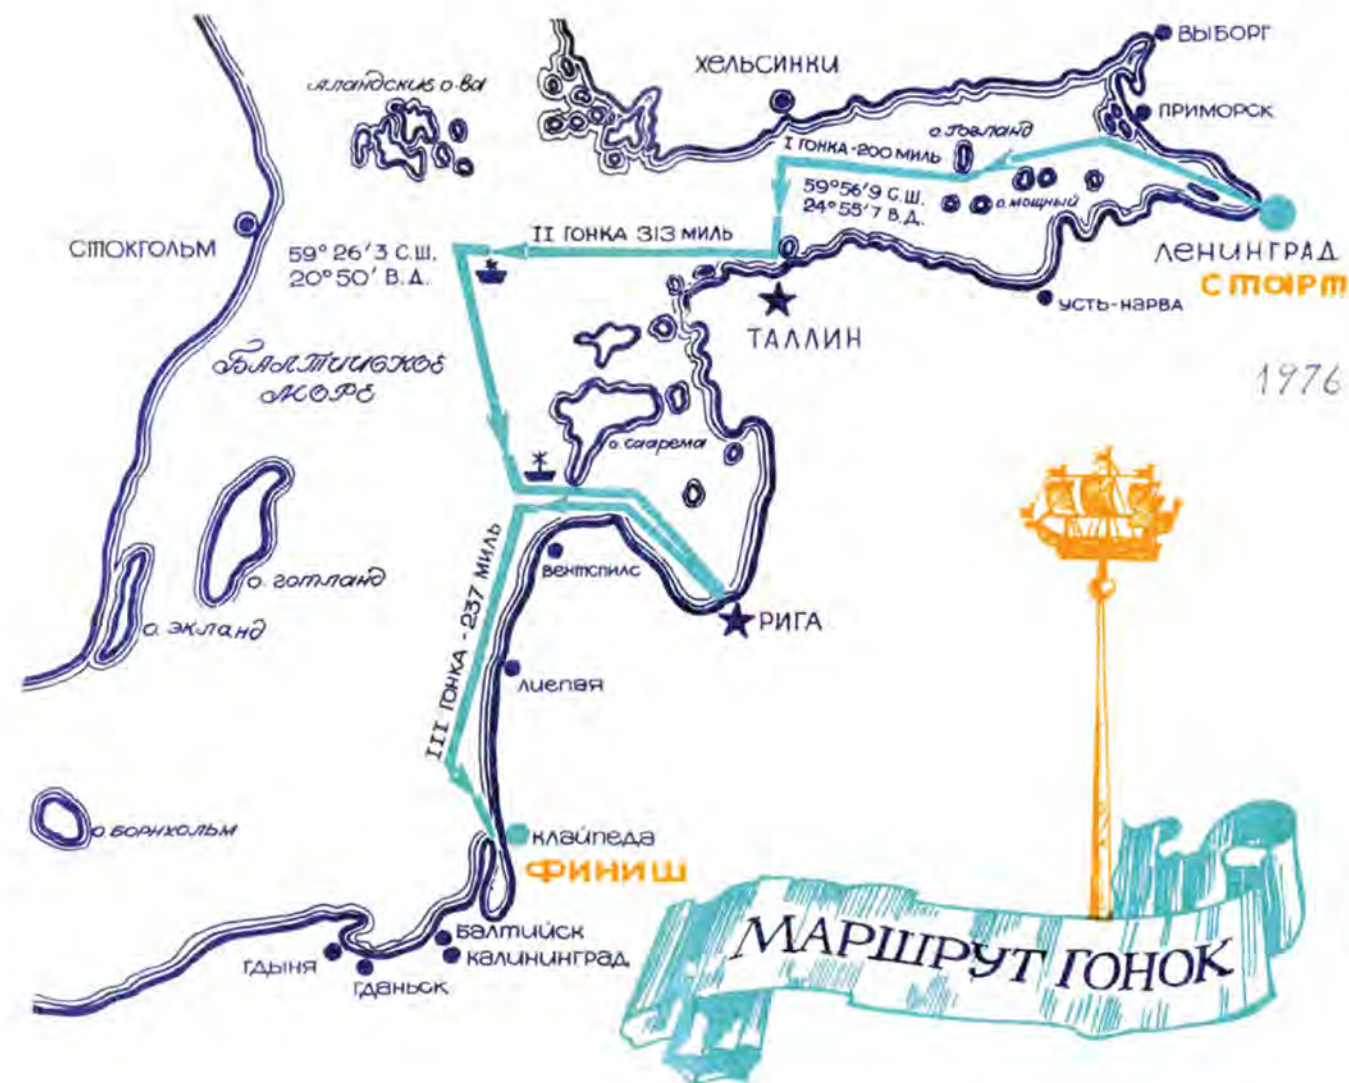 ВЫБОРГ
ХЕЛЬСИНКИ
АЛАНДСКИЕ О-ВА
ПРИМОРСК
О. ГОГЛАНД
I ГОНКА-200 МИЛЬ
59°56'9 С.Ш.
24°55'7 В.Д.
О. МОЩНЫЙ
II ГОНКА 313 МИЛЬ
СТОКГОЛЬМ
59° 26'3 С.Ш.
20°50' В.Д.
ЛЕНИНГРАД
СТАРТ
УСТЬ-НАРВА
ТАЛЛИН
БАЛТИЙСКОЕ
МОРЕ
1976
О. СААРЕМА
О. ГОТЛАНД
ВЕНТСПИЛС
О. ЭКЛАНД
РИГА
III ГОНКА - 237 МИЛЬ
ЛИЕПАЯ
О. БОРНХОЛЬМ
КЛАЙПЕДА
ФИНИШ
БАЛТИЙСК
КАЛИНИНГРАД
ГДЫНЯ
ГДАНЬСК
МАРШРУТ ГОНОК